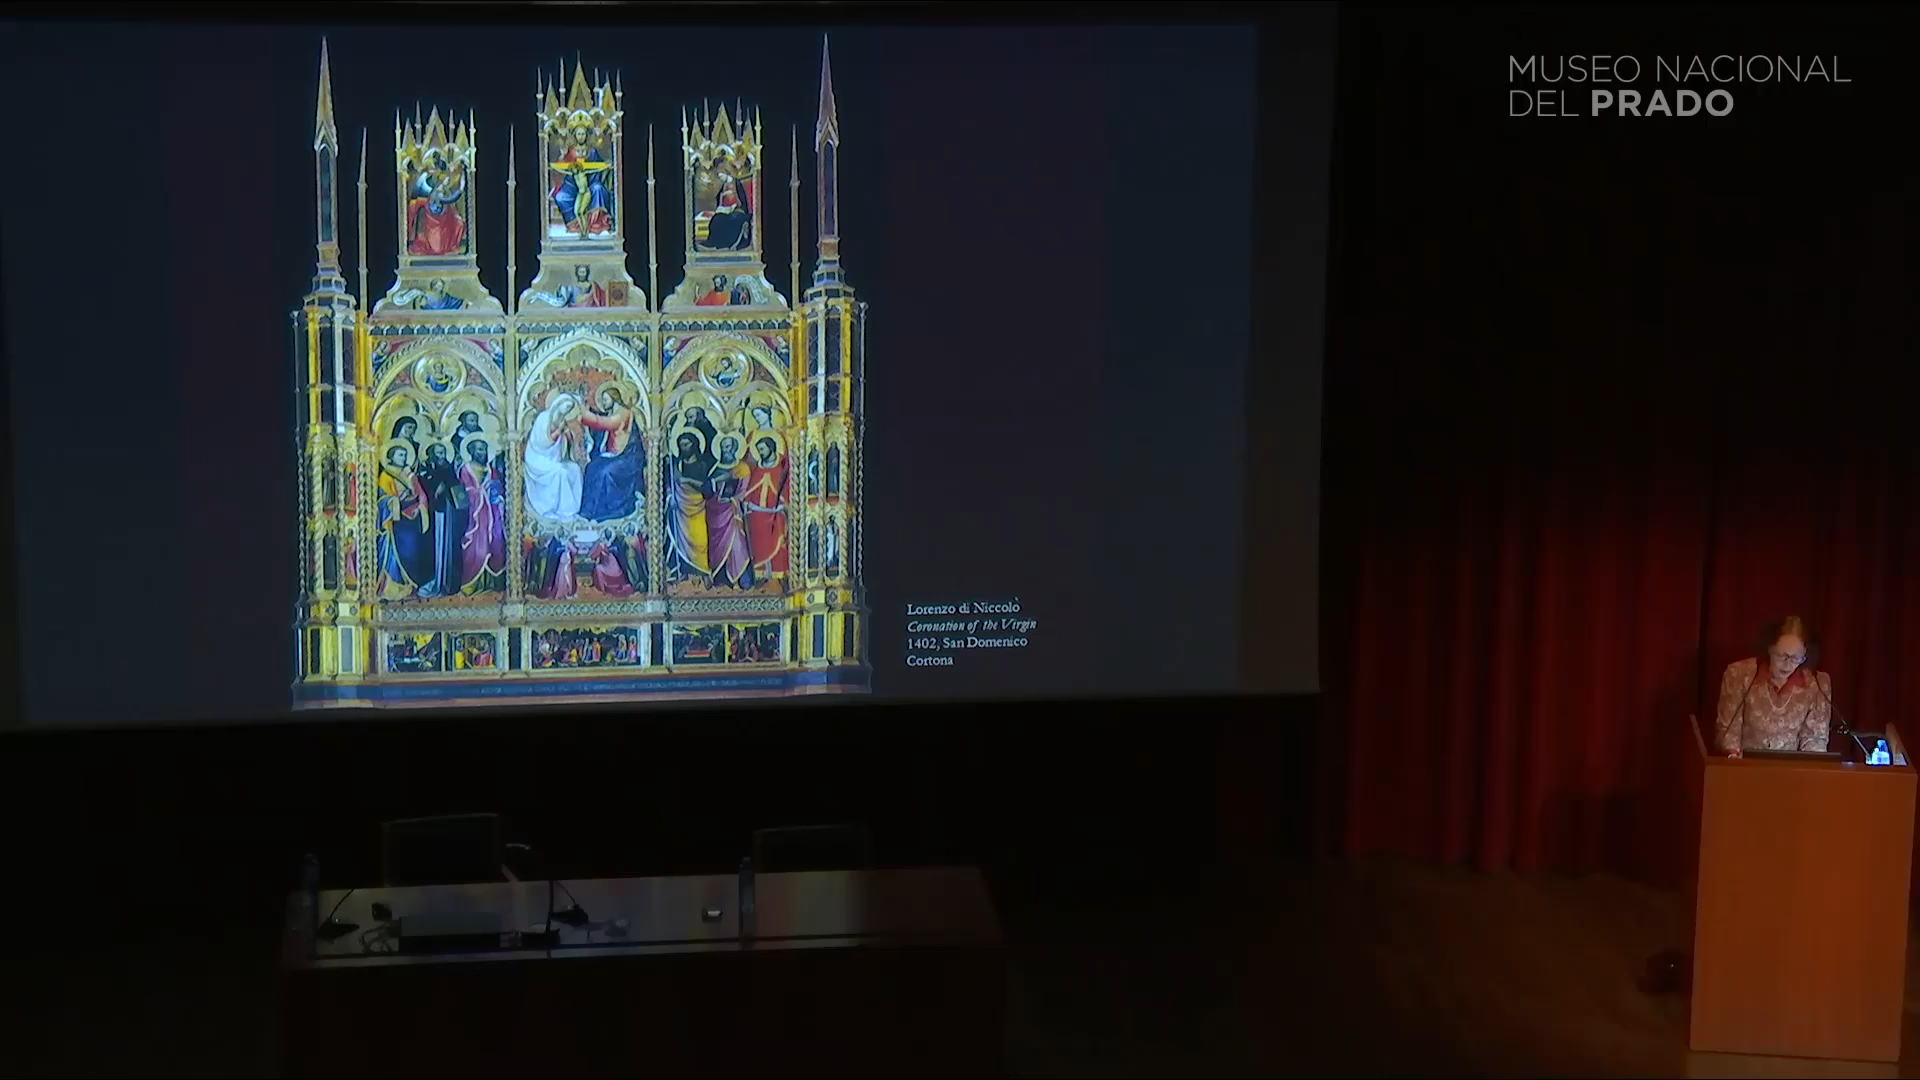 MUSEO NACIONAL
DEL PRADO
Lorenzo di Niccolò
Coronation of the Virgin
1402, San Domenico
Cortona